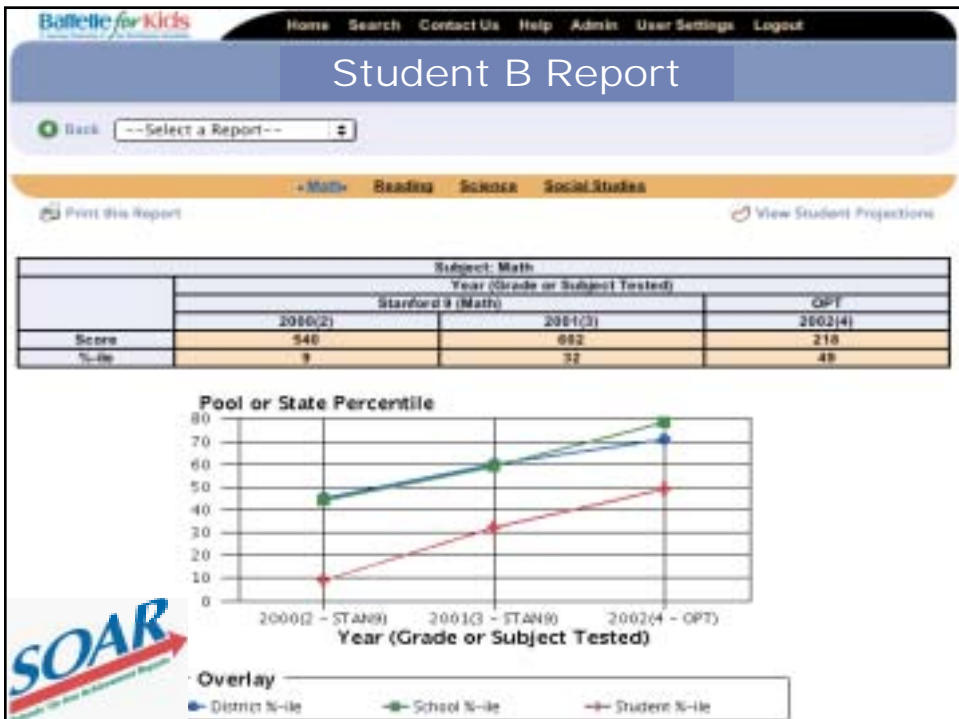 Battelle for Kids
Home Search Contact Us Help Admin User Settings Logout
Student B Report
Back --Select a Report--
Math Reading Science Social Studies
Print this Report View Student Projections
Subject: Math
Year (Grade or Subject Tested)
Stanford 9 (Math) OPT
2000(2) 2001(3) 2002(4)
Score 540 602 218
%-ile 9 32 49
Pool or State Percentile
80
70
60
50
40
30
20
10
0
2000(2 - STAN9) 2001(3 - STAN9) 2002(4 - OPT)
Year (Grade or Subject Tested)
SOAR
Overlay
District %-ile School %-ile Student %-ile